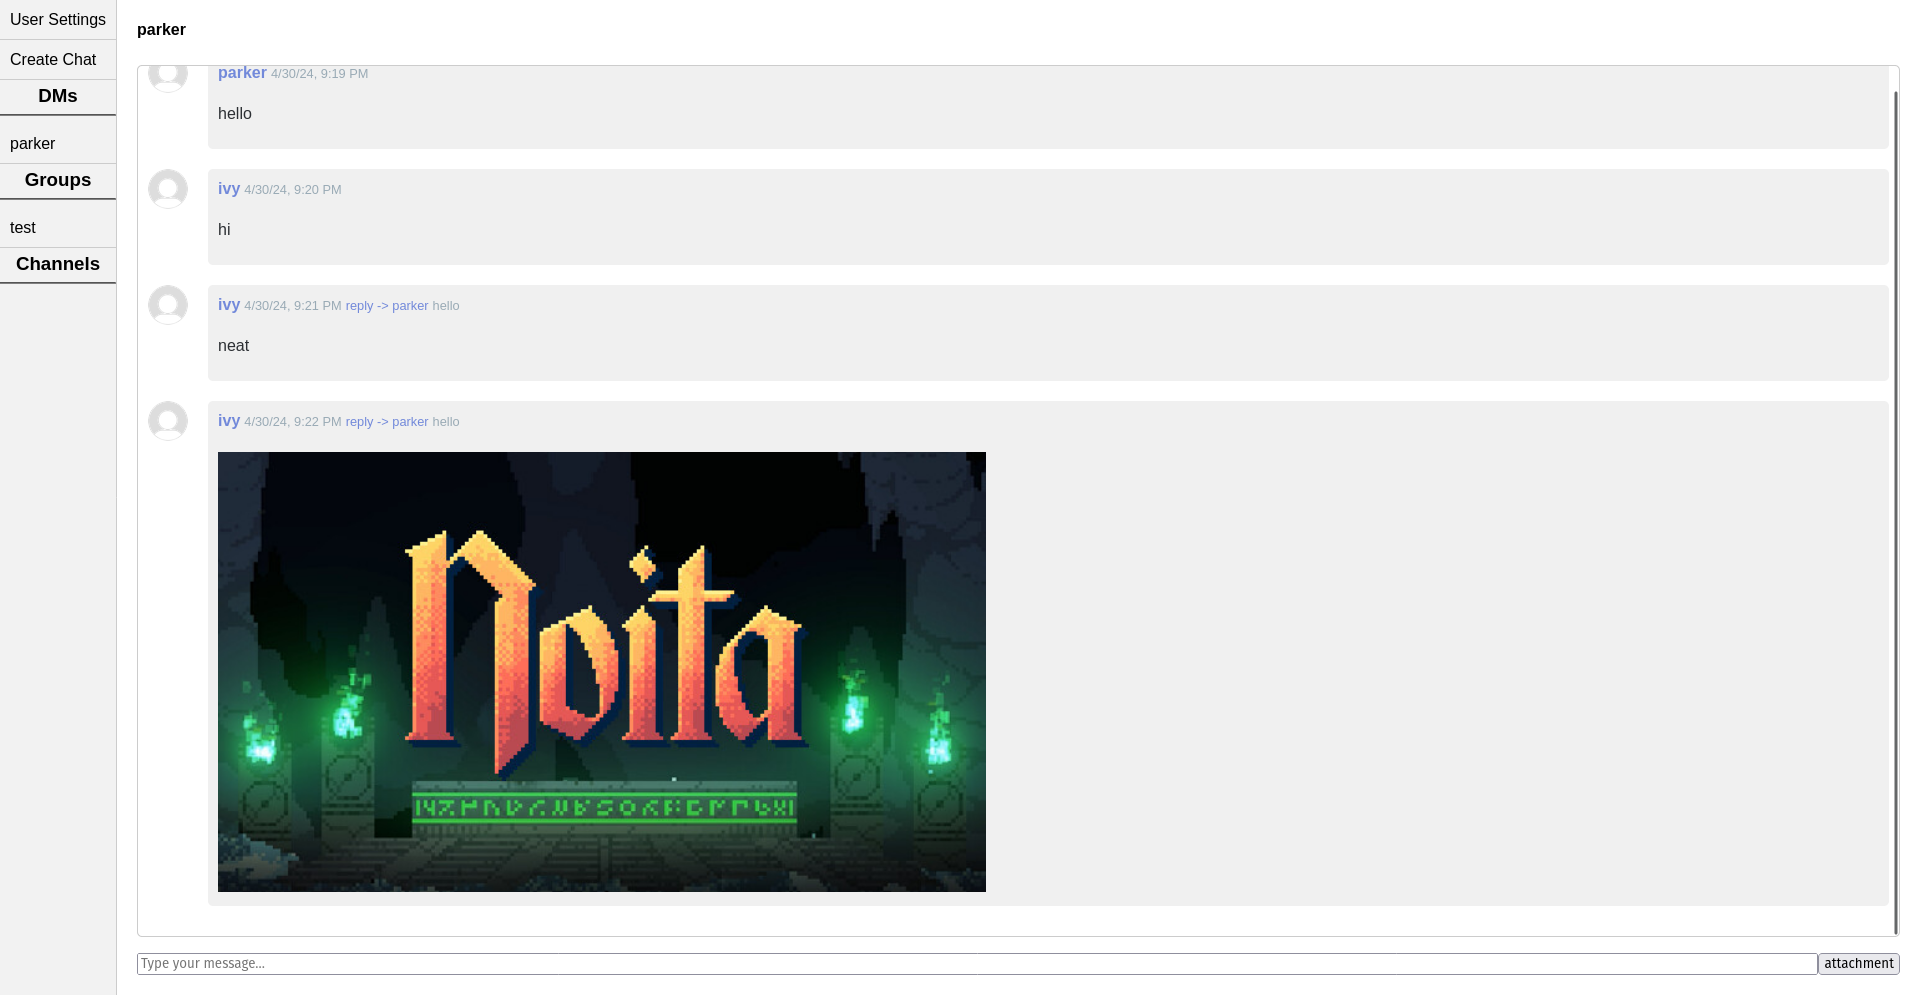 User Settings
Create Chat
DMs
parker
Groups
test
Channels
parker
parker 4/30/24, 9:19 PM
hello
ivy 4/30/24, 9:20 PM
hi
ivy 4/30/24, 9:21 PM reply -> parker hello
neat
ivy 4/30/24, 9:22 PM reply -> parker hello
Noita
Type your message...
attachment